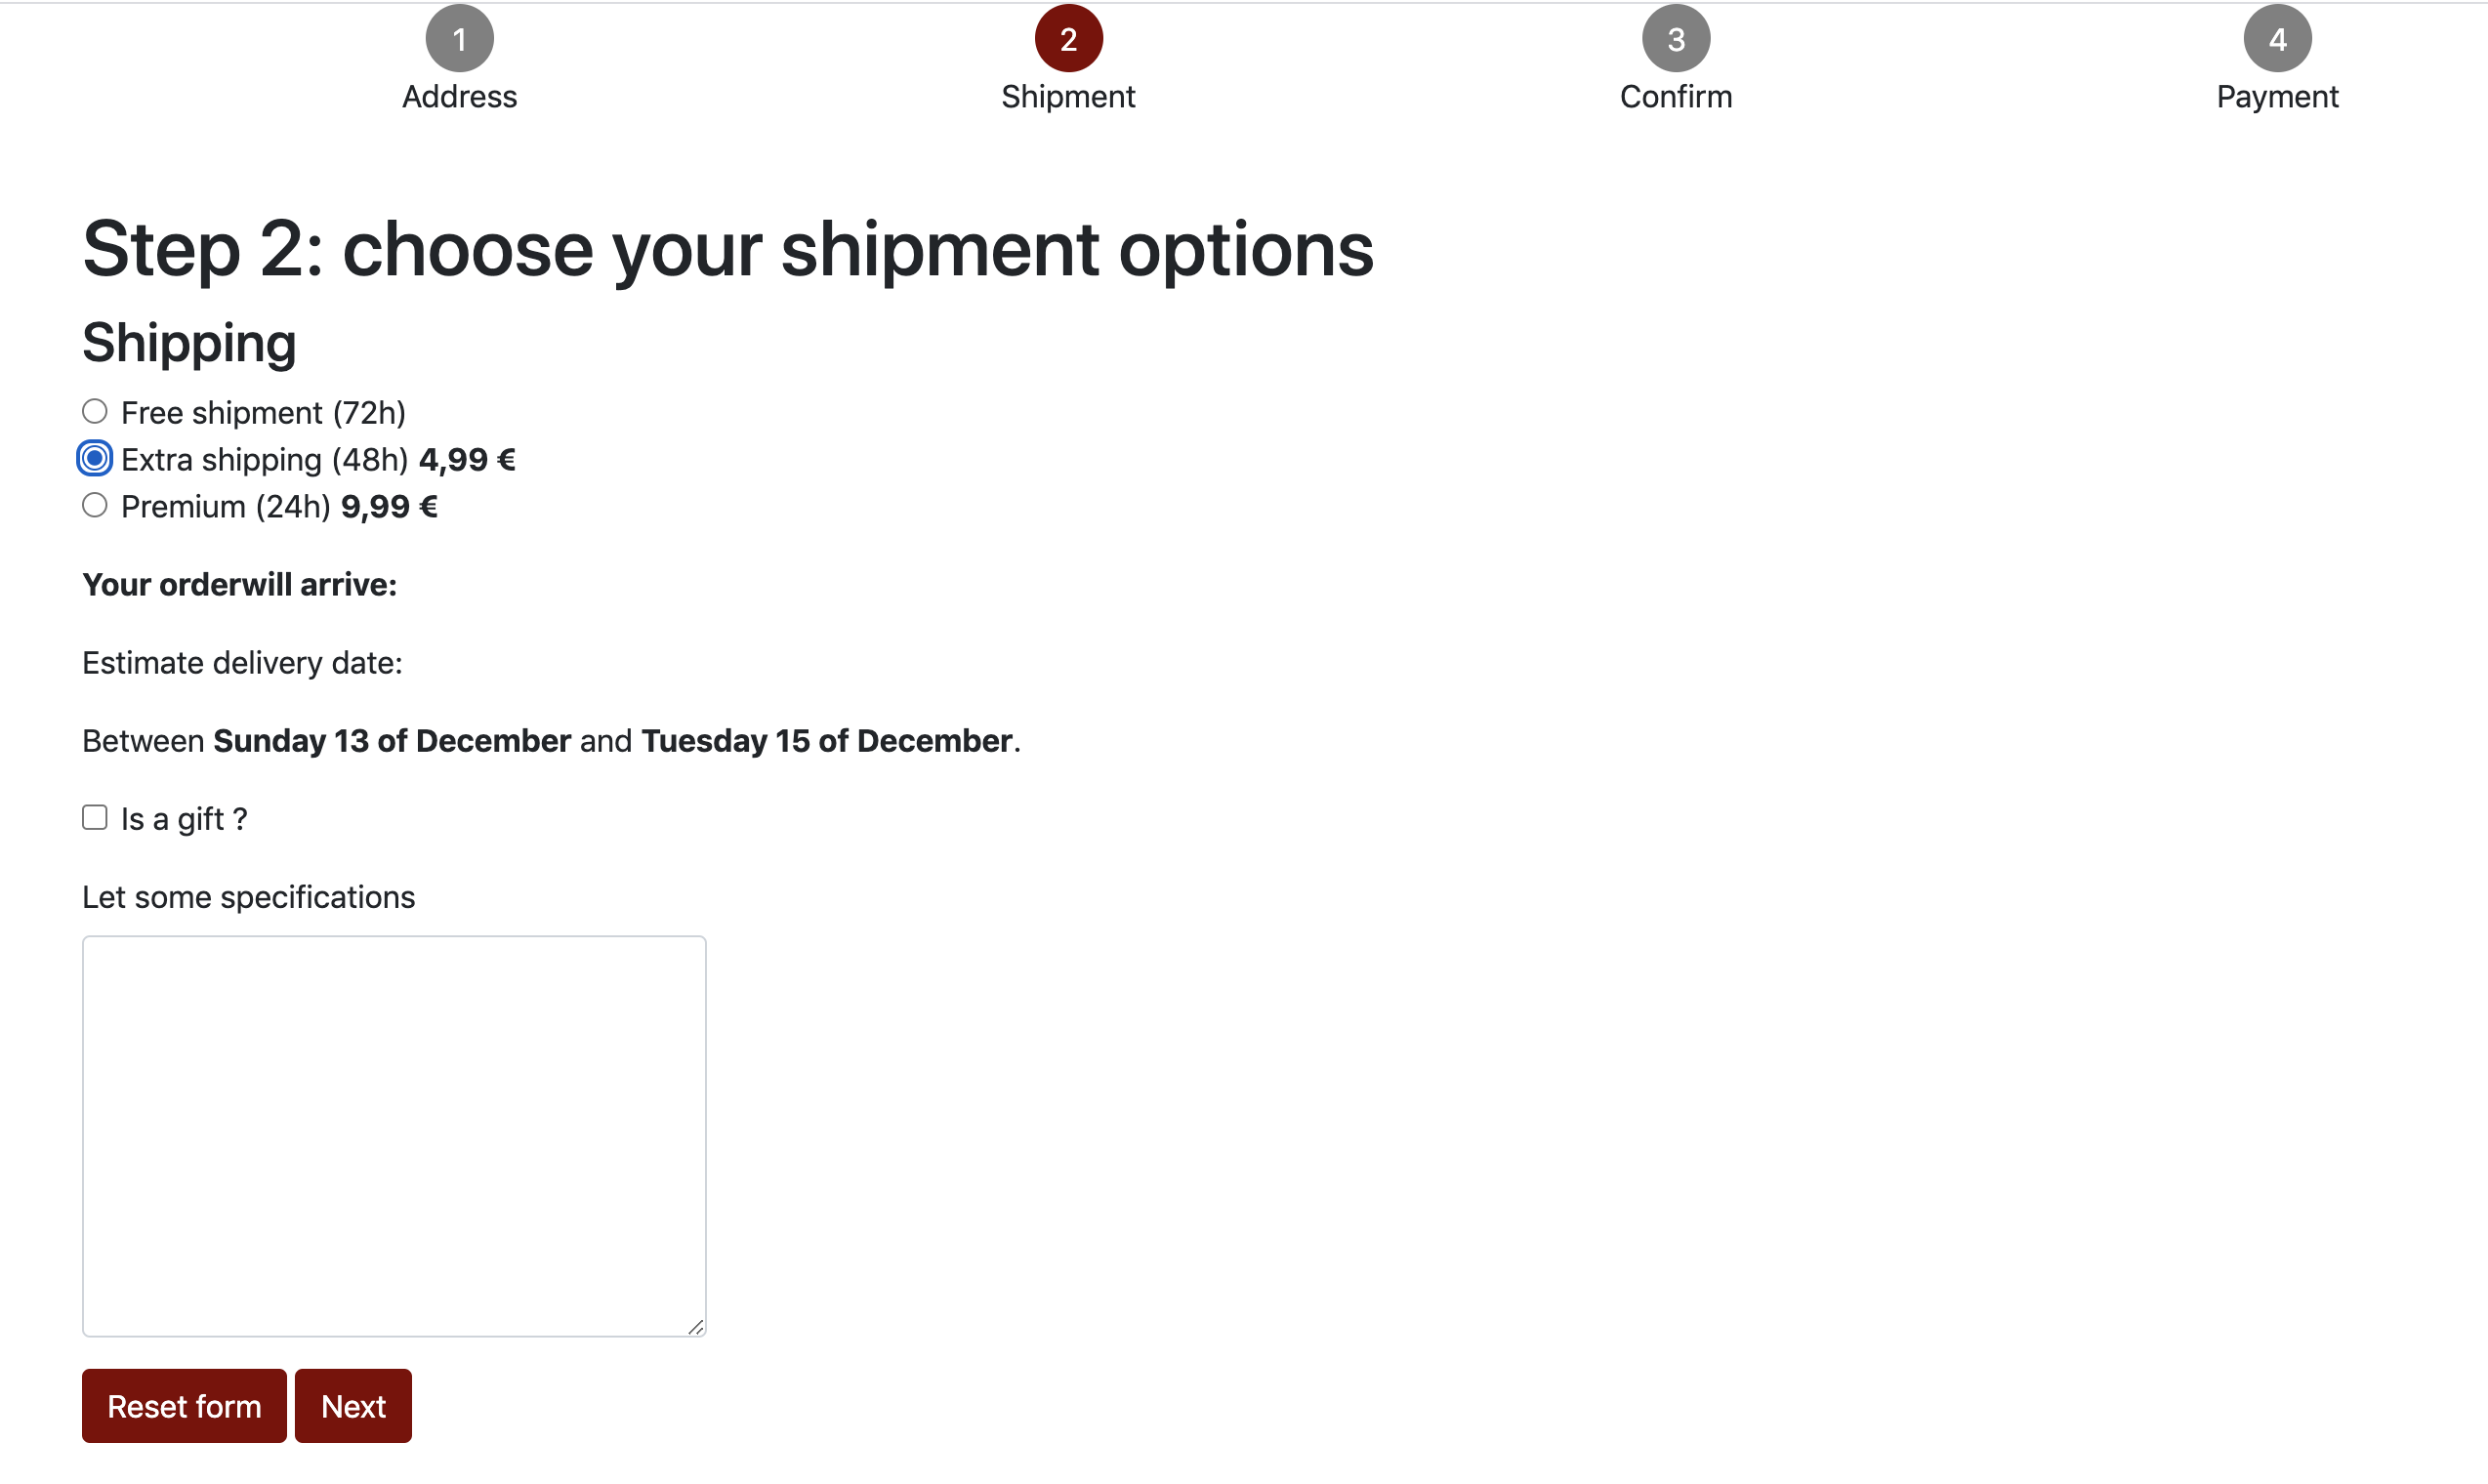 1
Address
2
Shipment
3
Confirm
4
Payment
Step 2: choose your shipment options
Shipping
Free shipment (72h)
Extra shipping (48h) 4,99 €
Premium (24h) 9,99 €
Your orderwill arrive:
Estimate delivery date:
Between Sunday 13 of December and Tuesday 15 of December.
Is a gift ?
Let some specifications
Reset form
Next